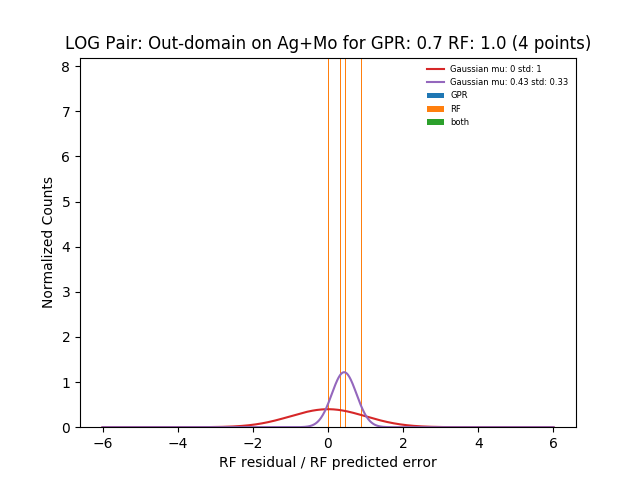 LOG Pair: Out-domain on Ag+Mo for GPR: 0.7 RF: 1.0 (4 points)
8
7
6
5
4
3
2
1
0
Normalized Counts
Gaussian mu: 0 std: 1
Gaussian mu: 0.43 std: 0.33
GPR
RF
both
−6
−4
−2
0
2
4
6
RF residual / RF predicted error